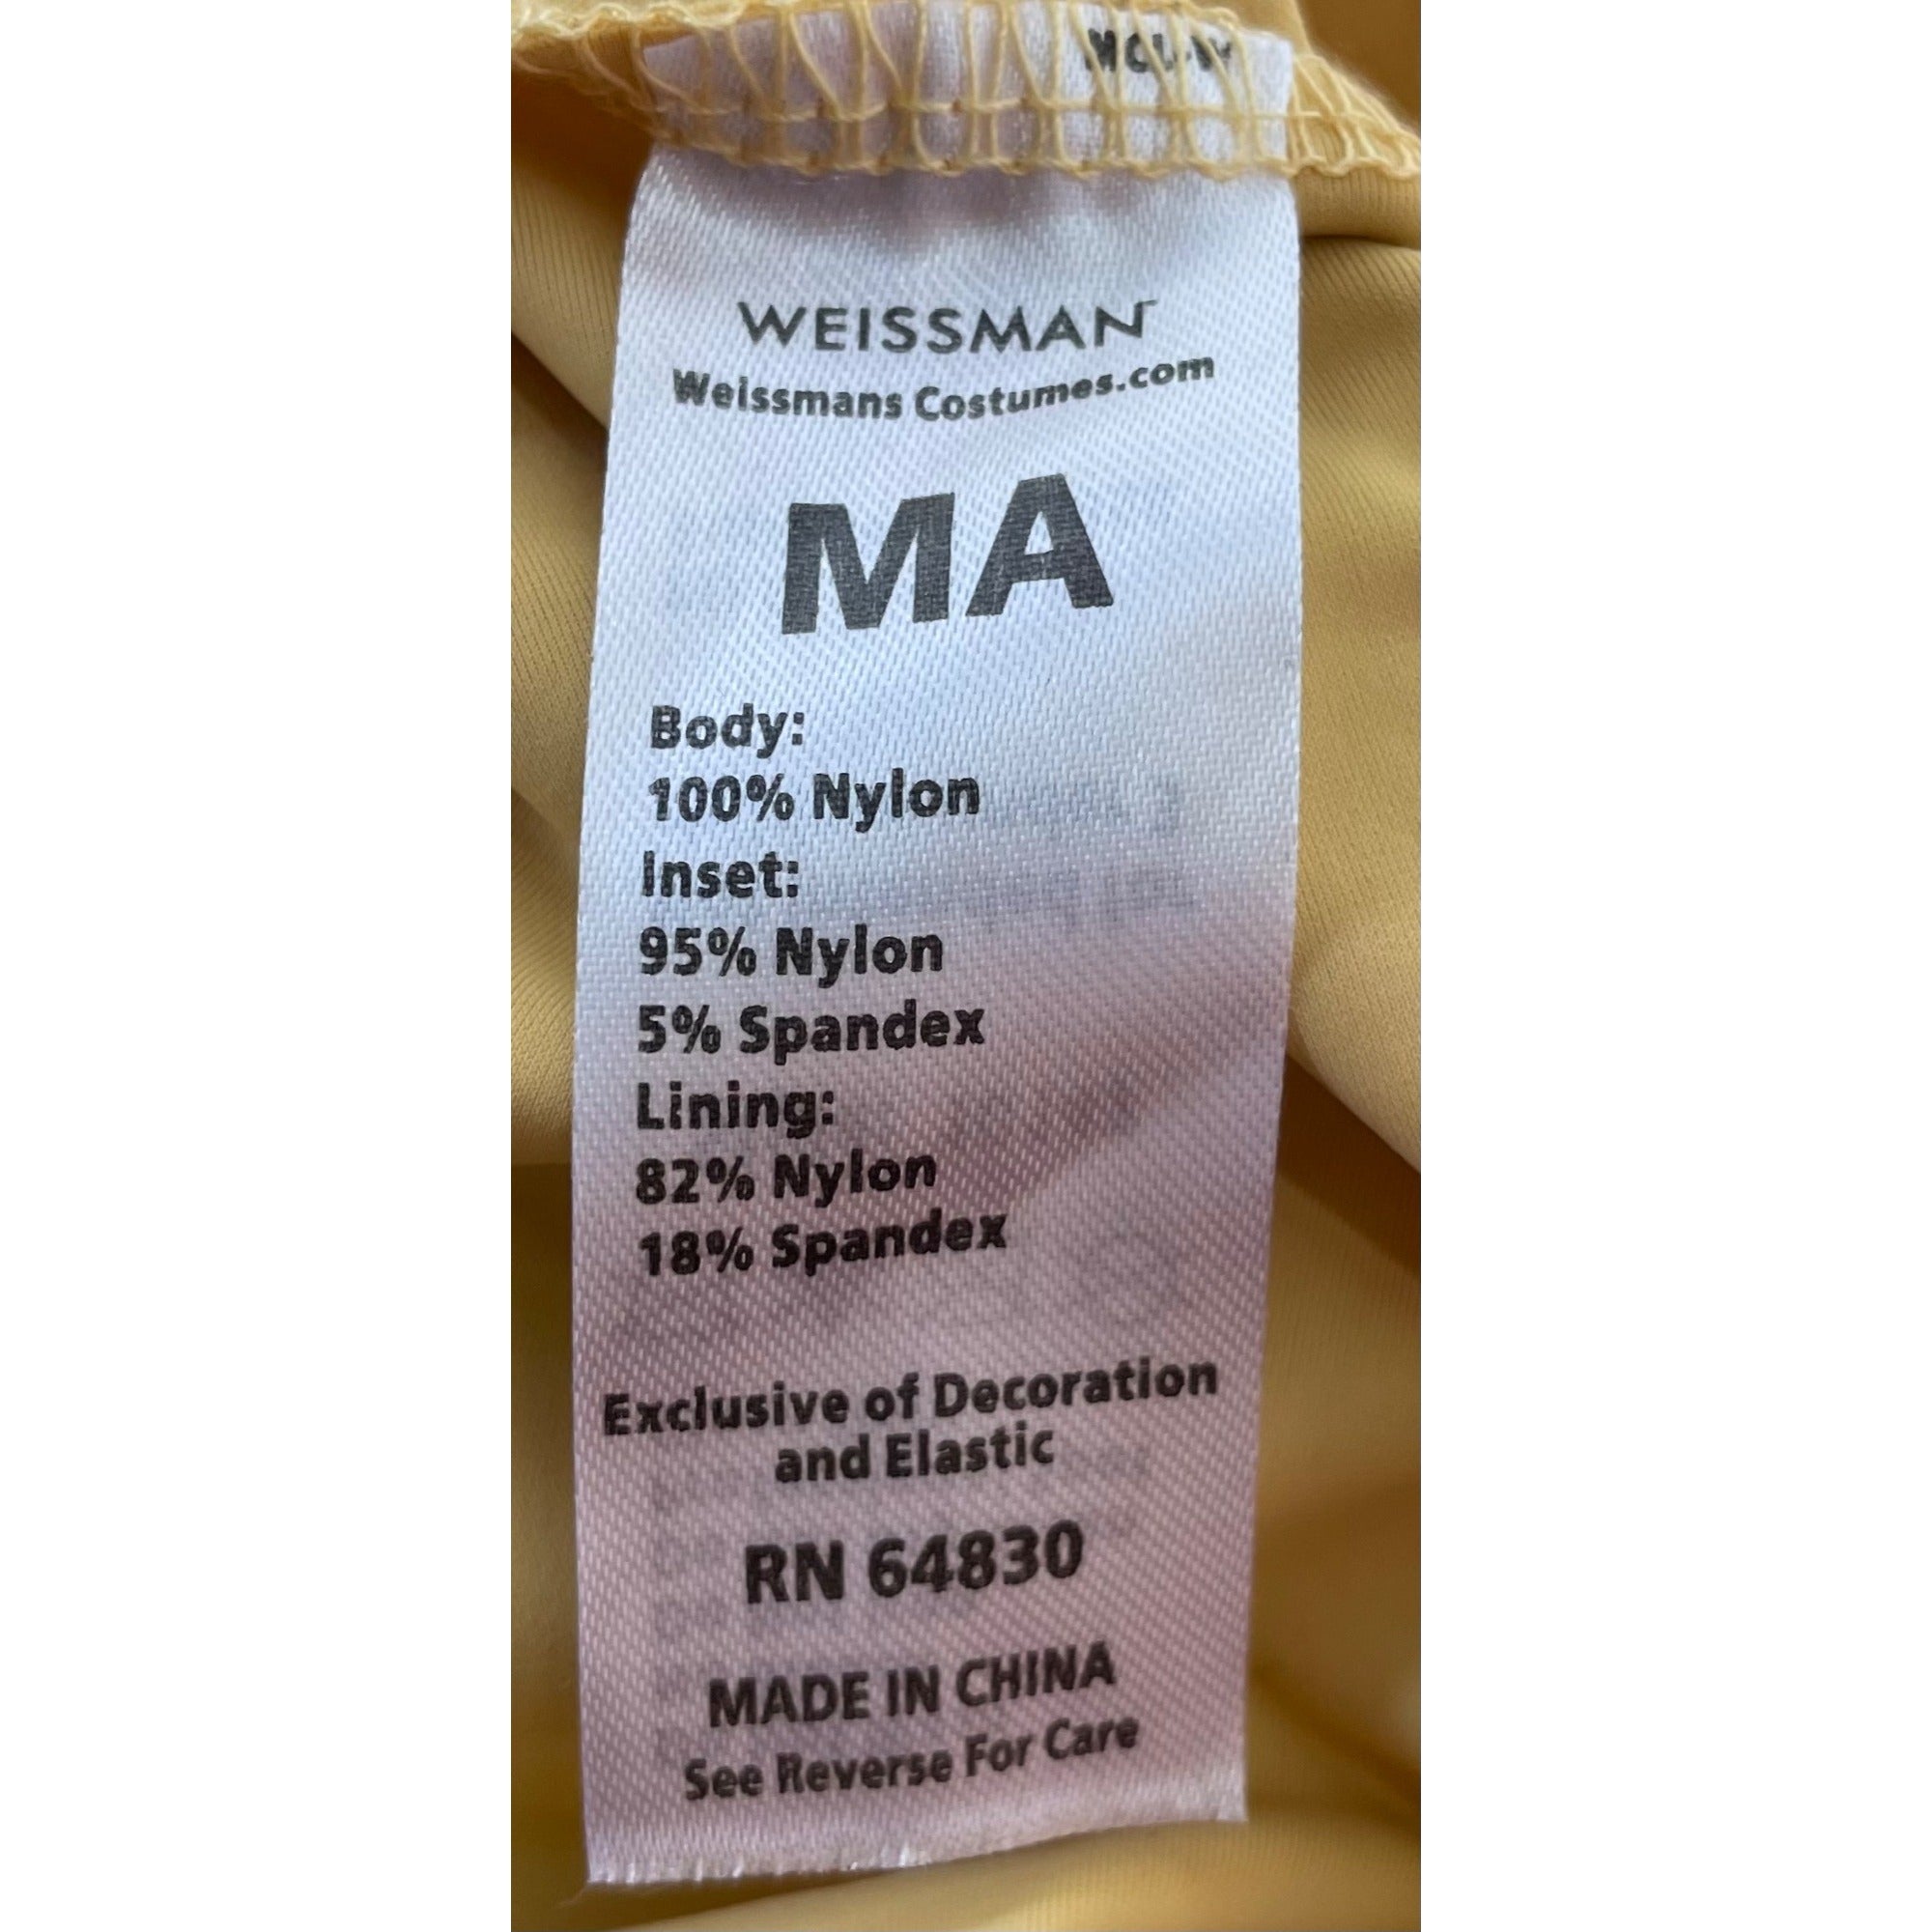 WEISSMAN
Weissmans Costumes.com
MA
Body:
100% Nylon
Inset:
95% Nylon
5% Spandex
Lining:
82% Nylon
18% Spandex
Exclusive of Decoration
and Elastic
RN 64830
MADE IN CHINA
See Reverse For Care